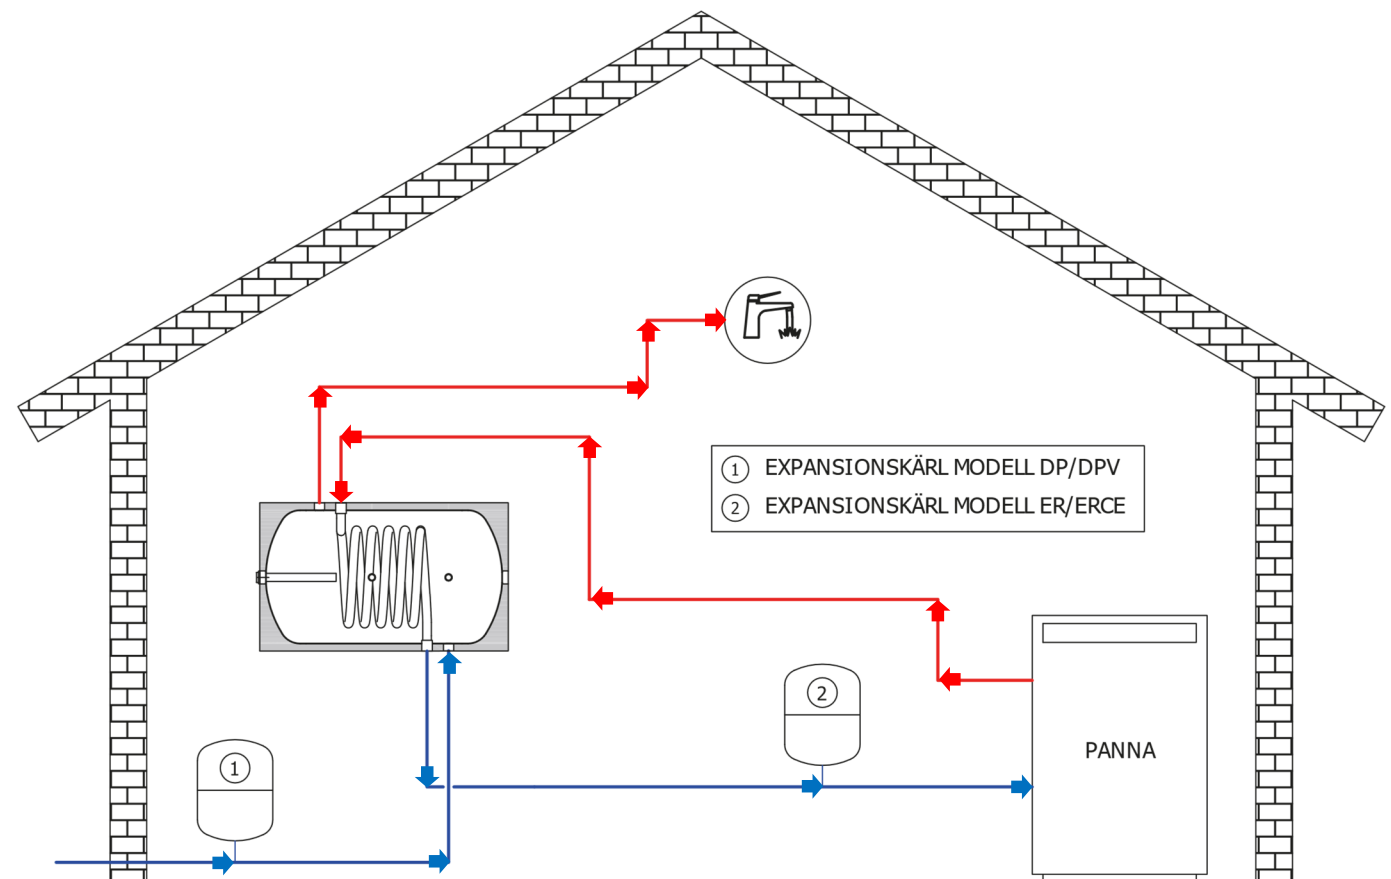 1 EXPANSIONSKÄRL MODELL DP/DPV
2 EXPANSIONSKÄRL MODELL ER/ERCE
2
PANNA
1